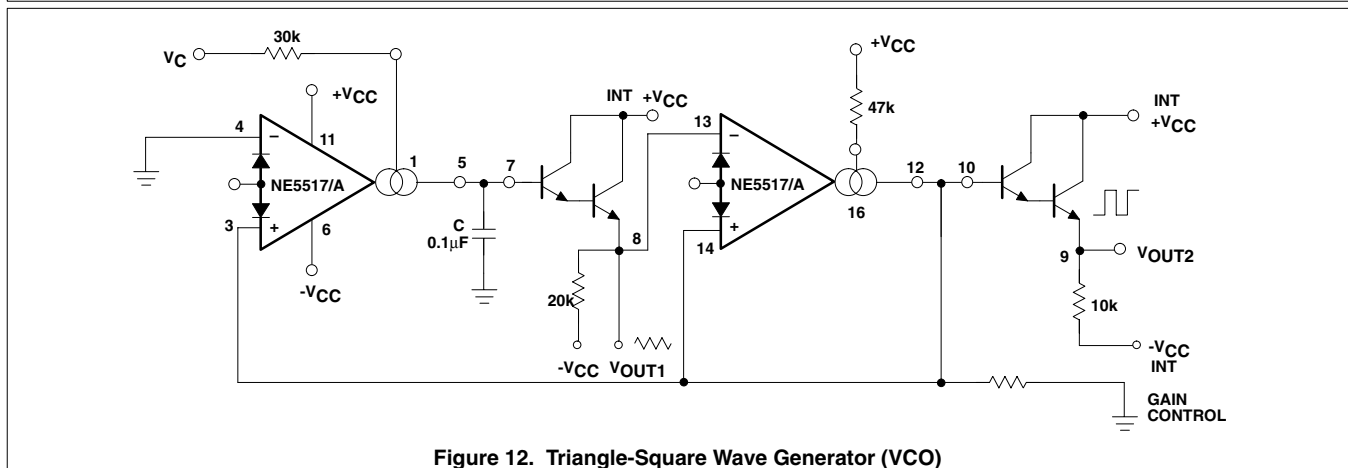 30k
VC
+VCC
4
−
11
NE5517/A
3
+
6
-VCC
1
5
7
C
0.1µF
INT
+VCC
8
20k
-VCC
VOUT1
13
−
NE5517/A
14
+
+VCC
47k
16
12
10
INT
+VCC
9
VOUT2
10k
-VCC
INT
GAIN
CONTROL
Figure 12. Triangle-Square Wave Generator (VCO)